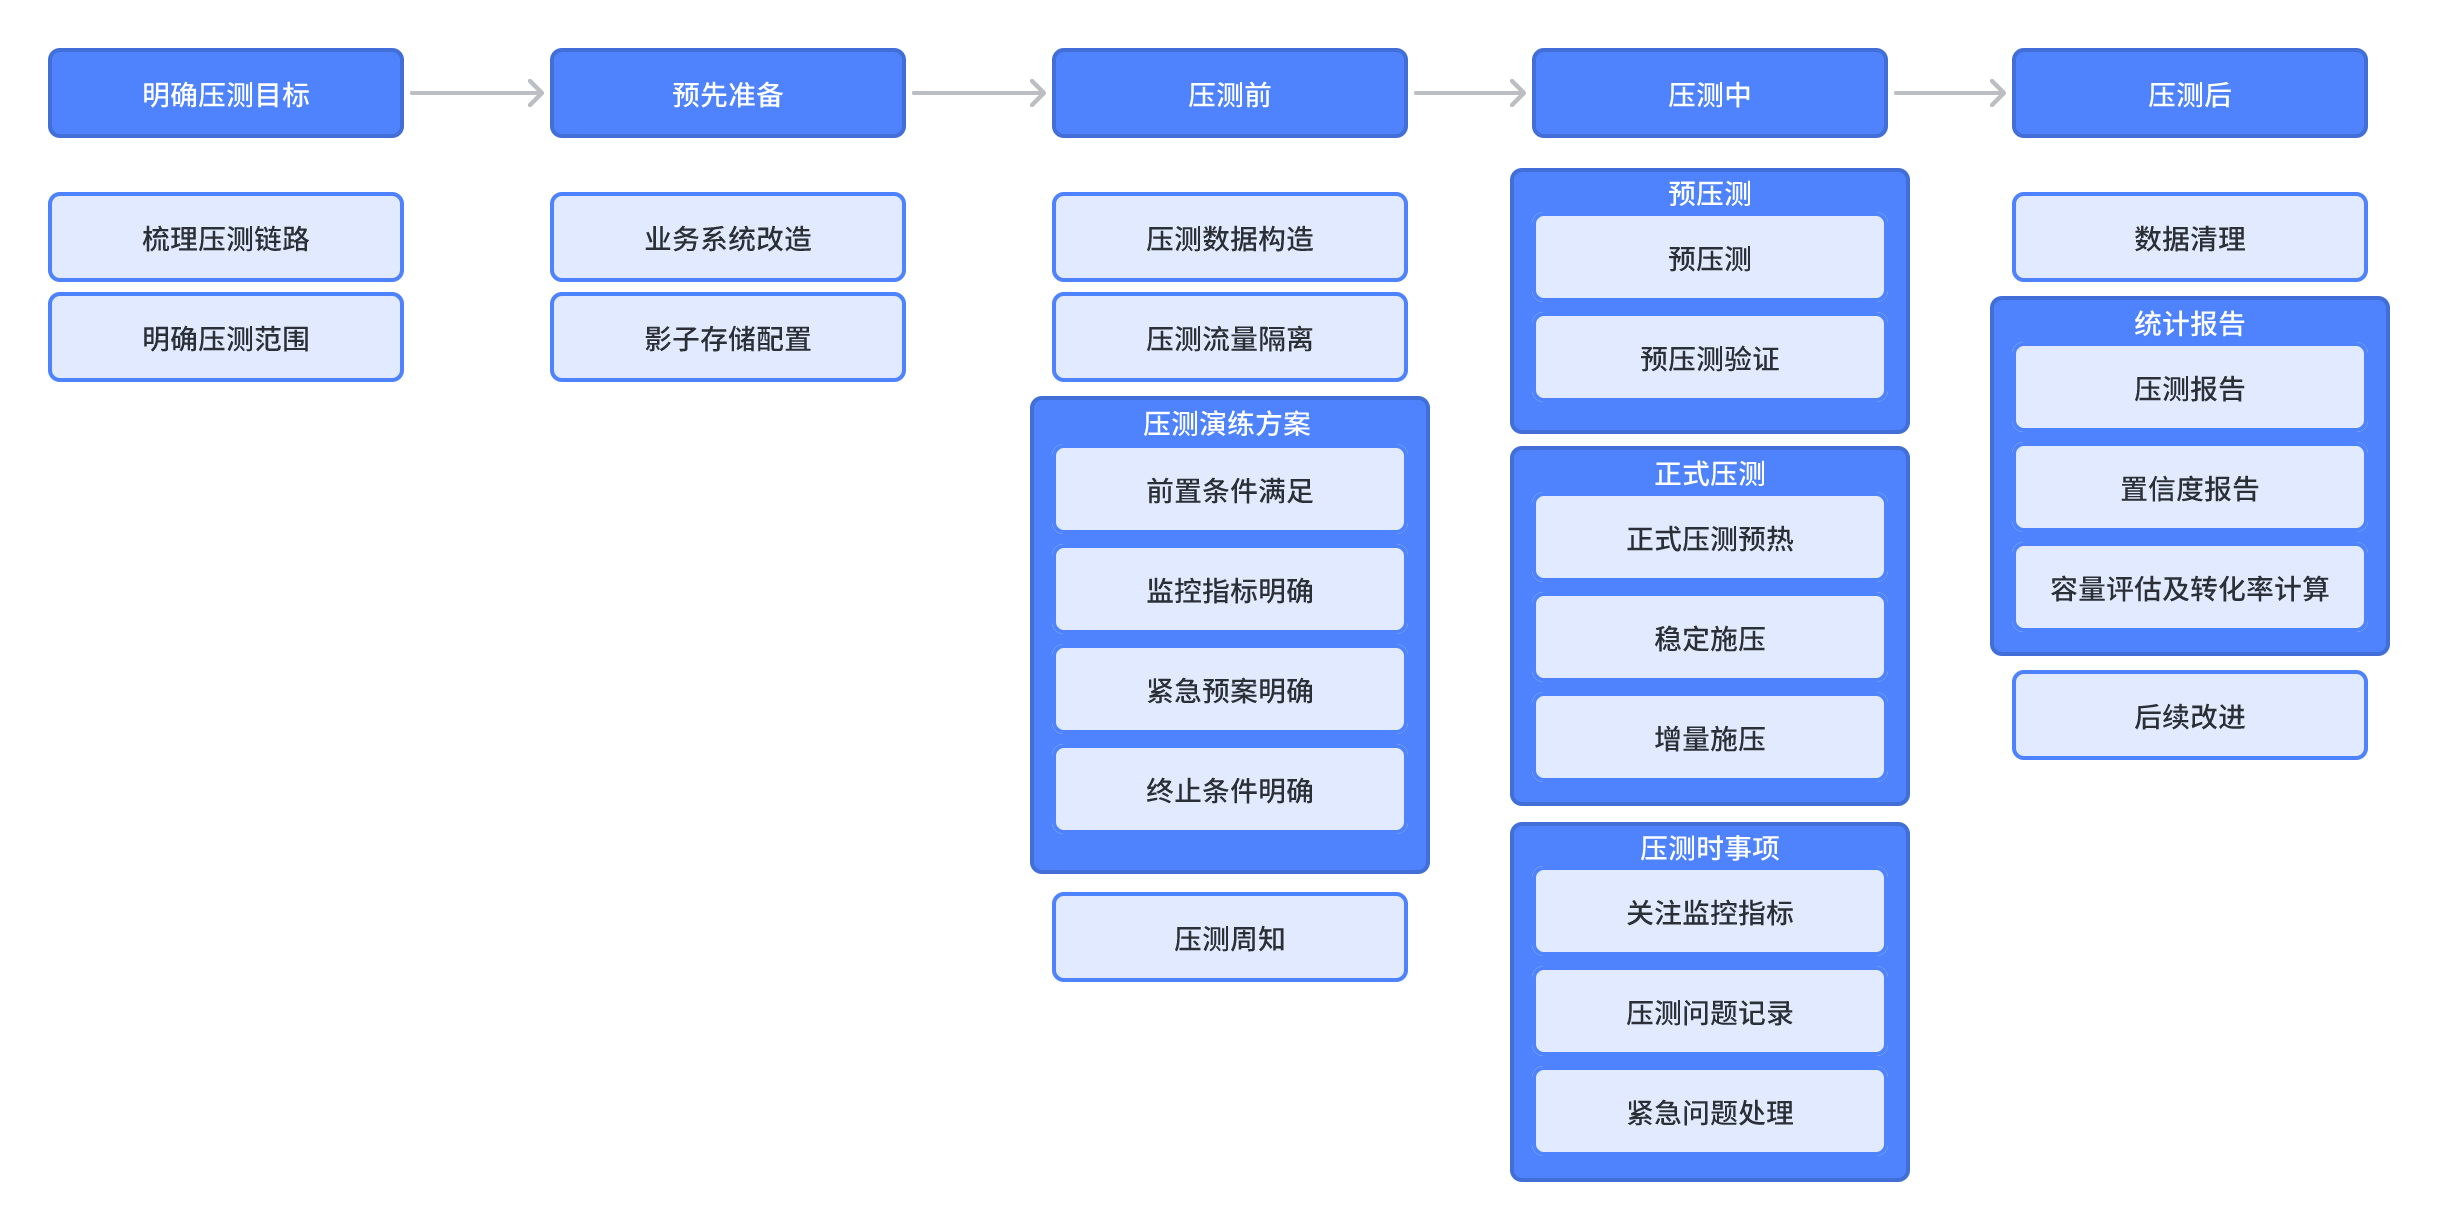 明确压测目标
预先准备
压测前
压测中
压测后
梳理压测链路
明确压测范围
业务系统改造
影子存储配置
压测数据构造
压测流量隔离
压测演练方案
前置条件满足
监控指标明确
紧急预案明确
终止条件明确
压测周知
预压测
预压测
预压测验证
正式压测
正式压测预热
稳定施压
增量施压
压测时事项
关注监控指标
压测问题记录
紧急问题处理
数据清理
统计报告
压测报告
置信度报告
容量评估及转化率计算
后续改进